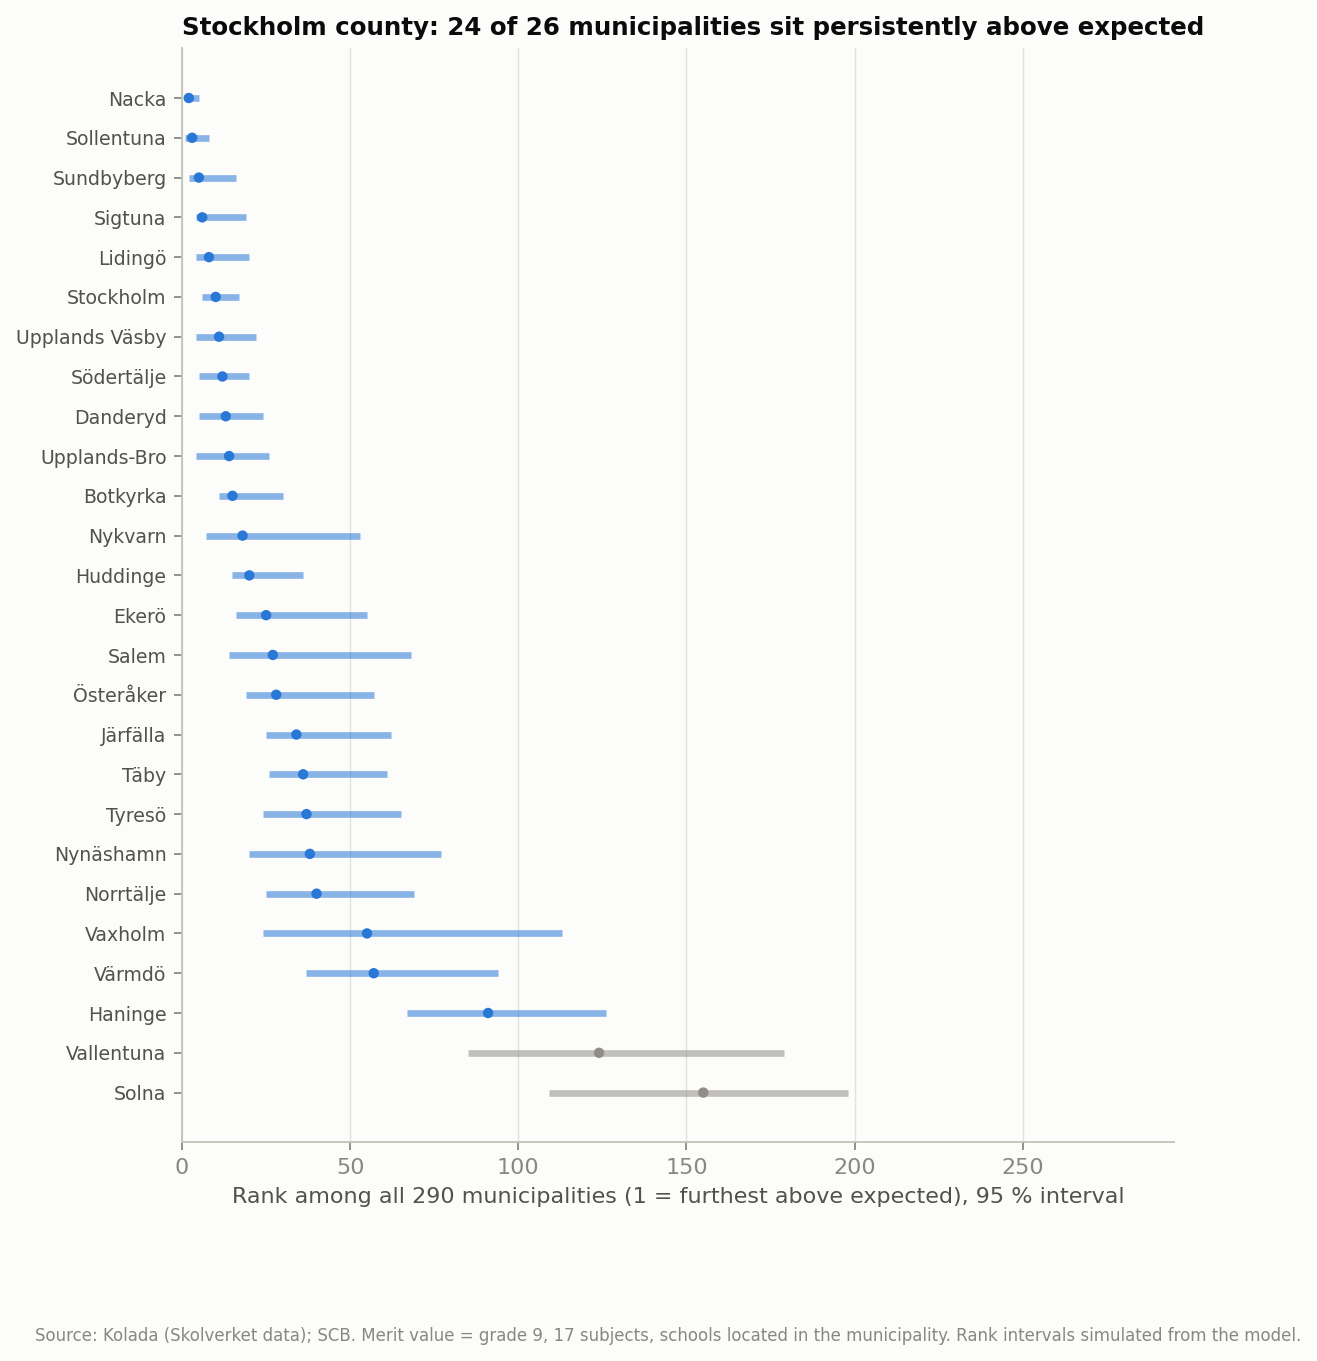 Stockholm county: 24 of 26 municipalities sit persistently above expected
Nacka
Sollentuna
Sundbyberg
Sigtuna
Lidingö
Stockholm
Upplands Väsby
Södertälje
Danderyd
Upplands-Bro
Botkyrka
Nykvarn
Huddinge
Ekerö
Salem
Österåker
Järfälla
Täby
Tyresö
Nynäshamn
Norrtälje
Vaxholm
Värmdö
Haninge
Vallentuna
Solna
0 50 100 150 200 250
Rank among all 290 municipalities (1 = furthest above expected), 95 % interval
Source: Kolada (Skolverket data); SCB. Merit value = grade 9, 17 subjects, schools located in the municipality. Rank intervals simulated from the model.